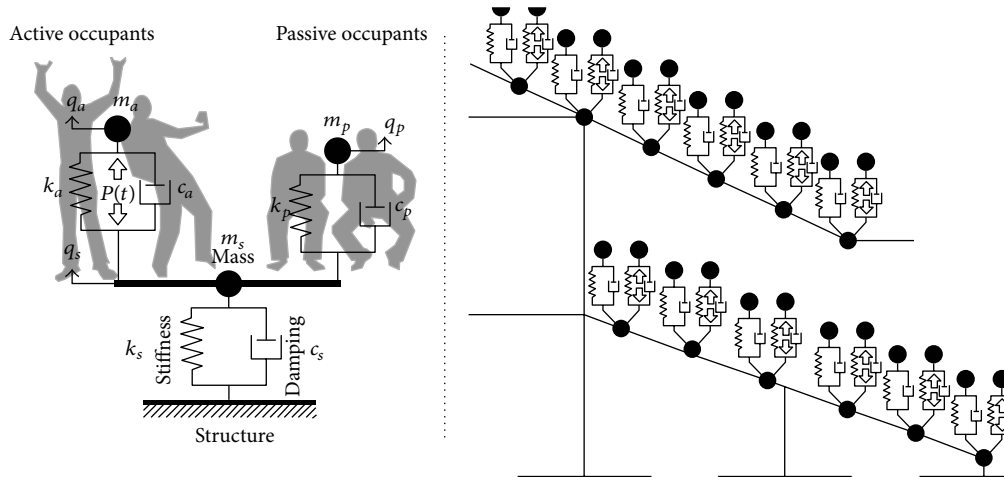 Active occupants
Passive occupants
q_a
m_a
m_p
q_p
k_a
P(t)
c_a
k_p
c_p
q_s
m_s
Mass
k_s
Stiffness
Damping
c_s
Structure